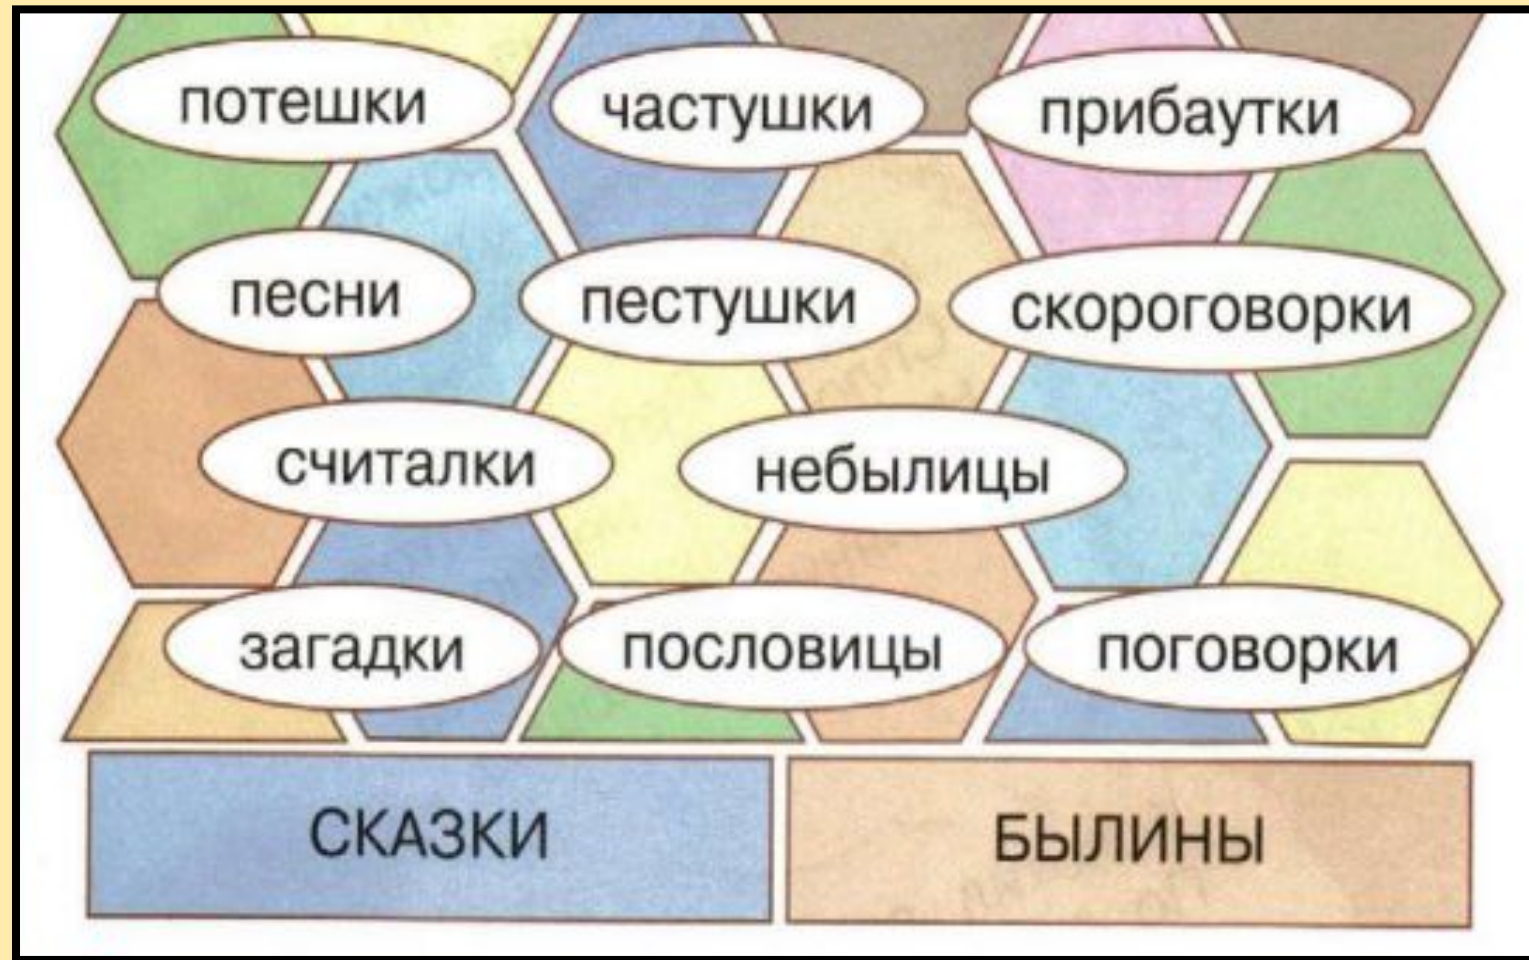 потешки частушки прибаутки
песни пестушки скороговорки
считалки небылицы
загадки пословицы поговорки
СКАЗКИ БЫЛИНЫ